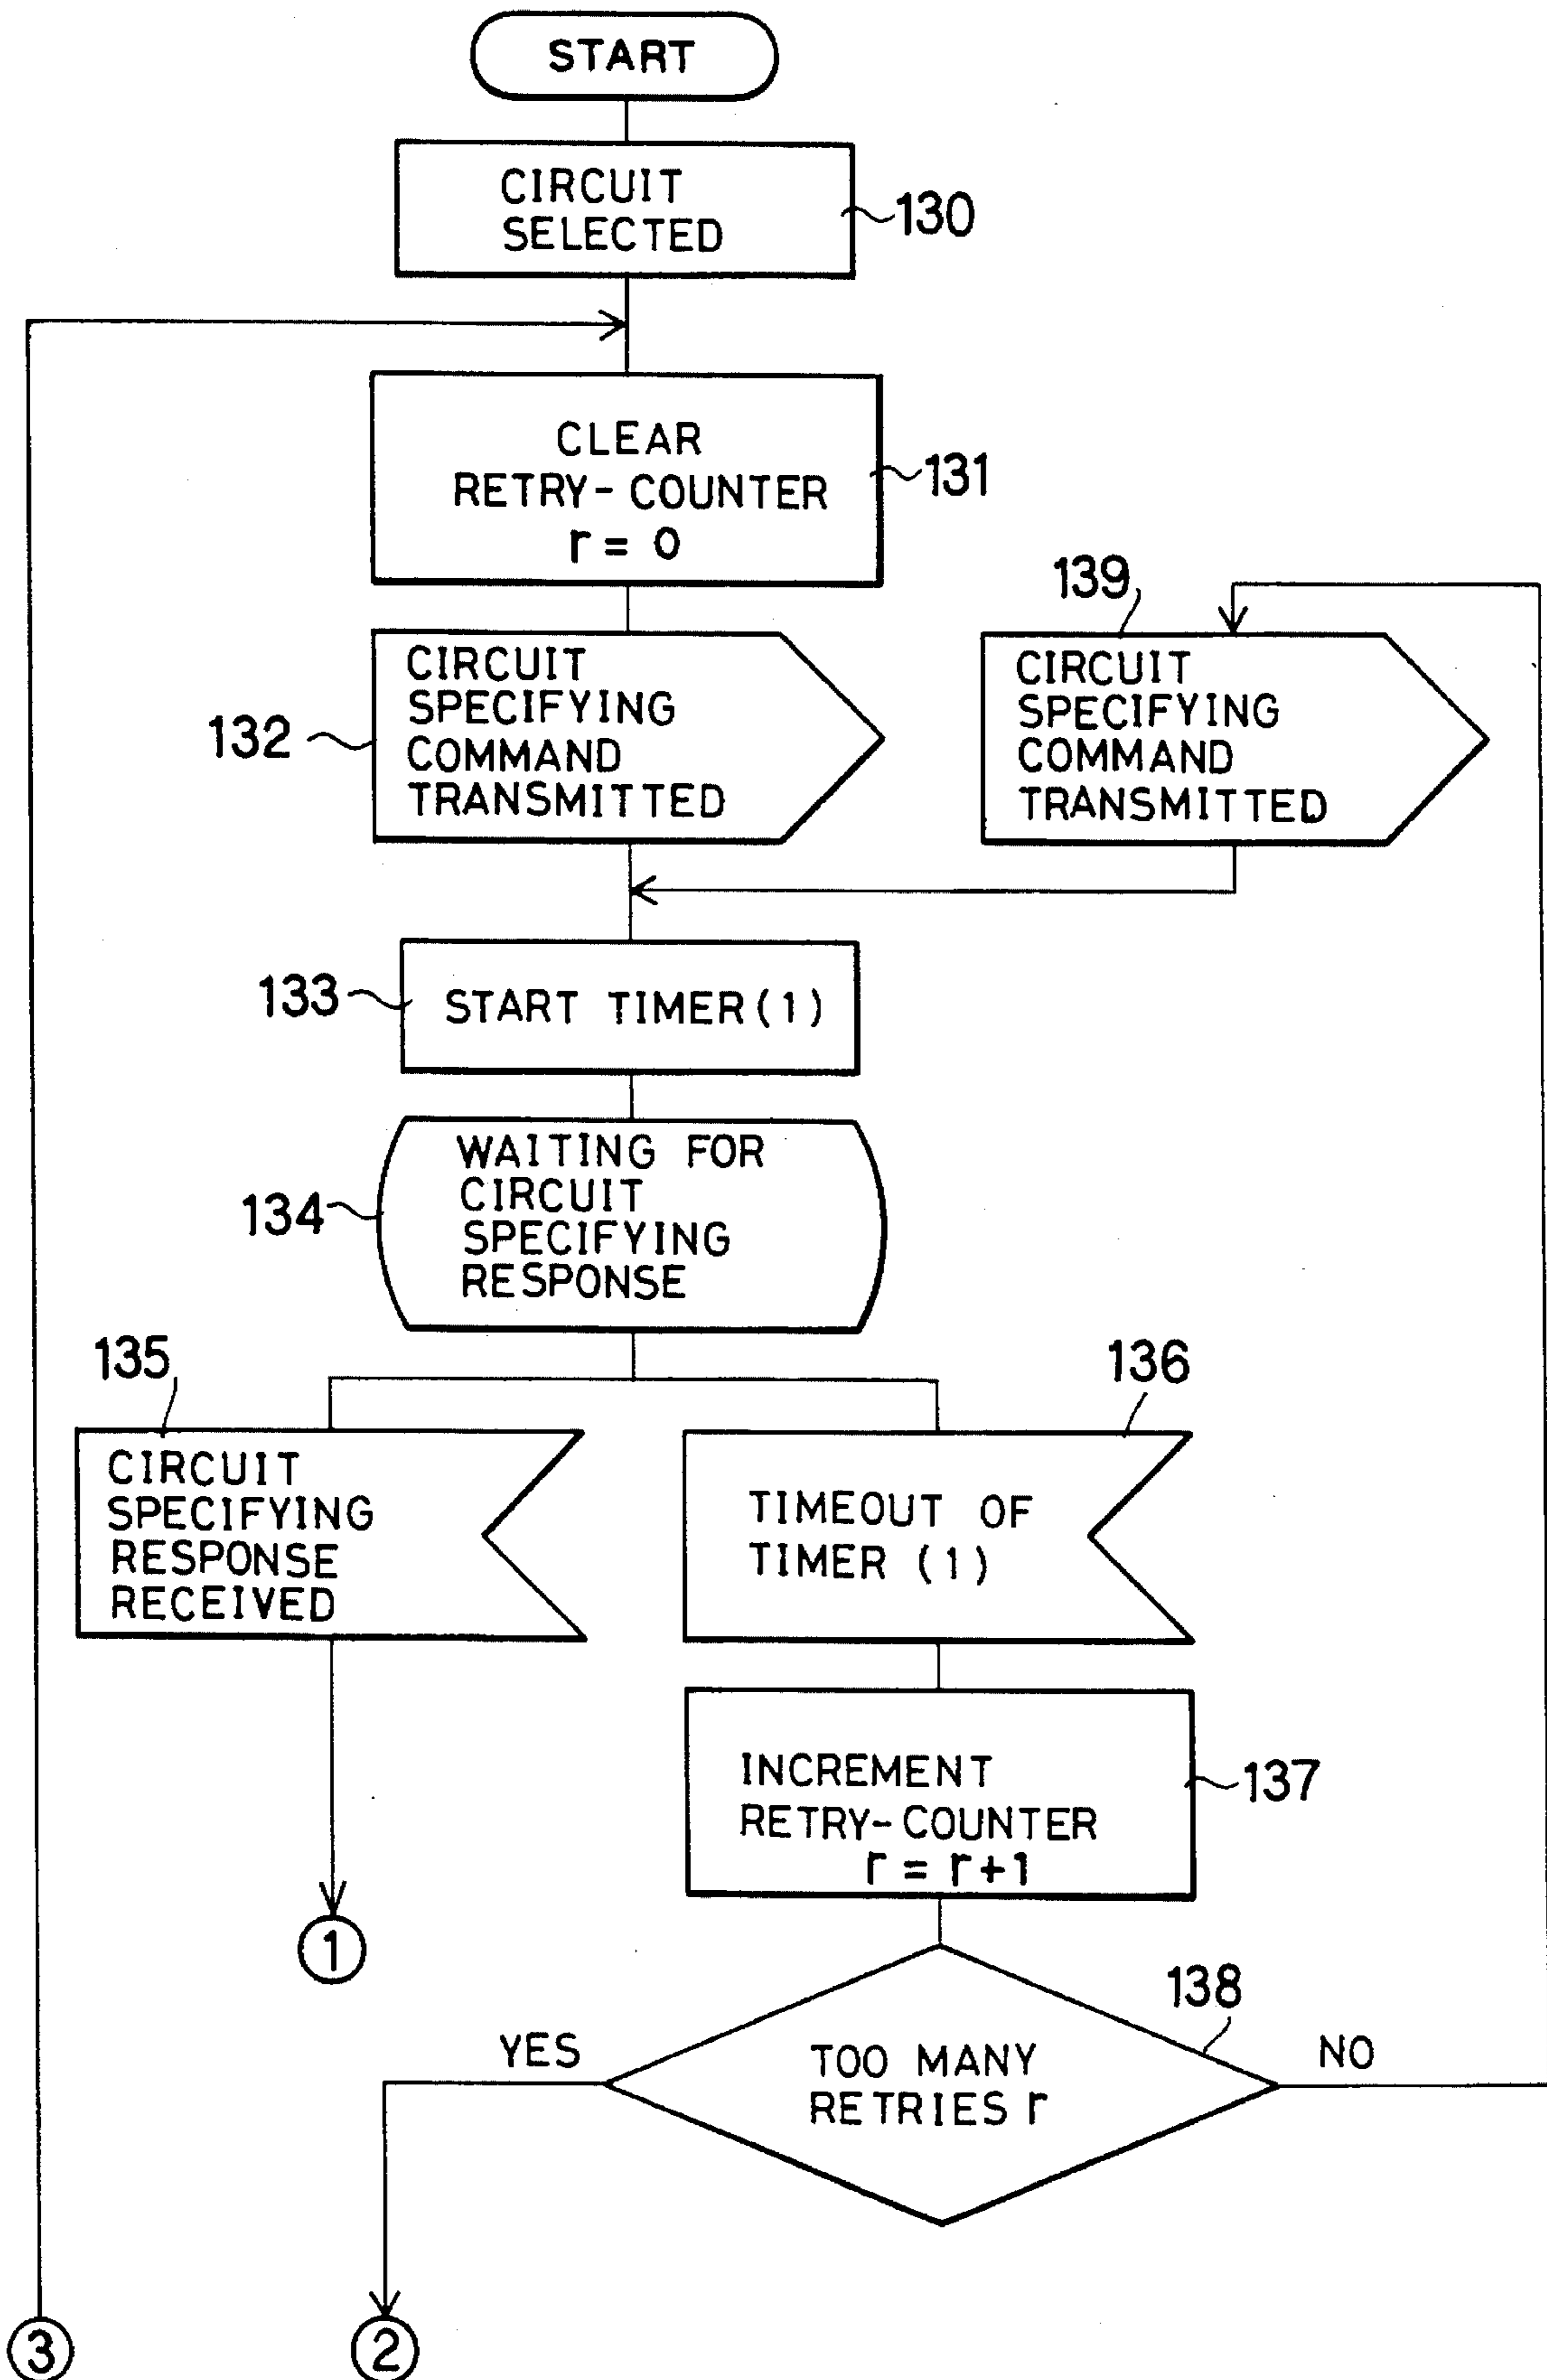 START
CIRCUIT
SELECTED
130
CLEAR
RETRY-COUNTER
r = 0
131
139
132
CIRCUIT
SPECIFYING
COMMAND
TRANSMITTED
CIRCUIT
SPECIFYING
COMMAND
TRANSMITTED
133
START TIMER(1)
134
WAITING FOR
CIRCUIT
SPECIFYING
RESPONSE
135
136
CIRCUIT
SPECIFYING
RESPONSE
RECEIVED
TIMEOUT OF
TIMER (1)
INCREMENT
RETRY-COUNTER
r = r+1
137
1
138
YES
TOO MANY
RETRIES r
NO
3
2